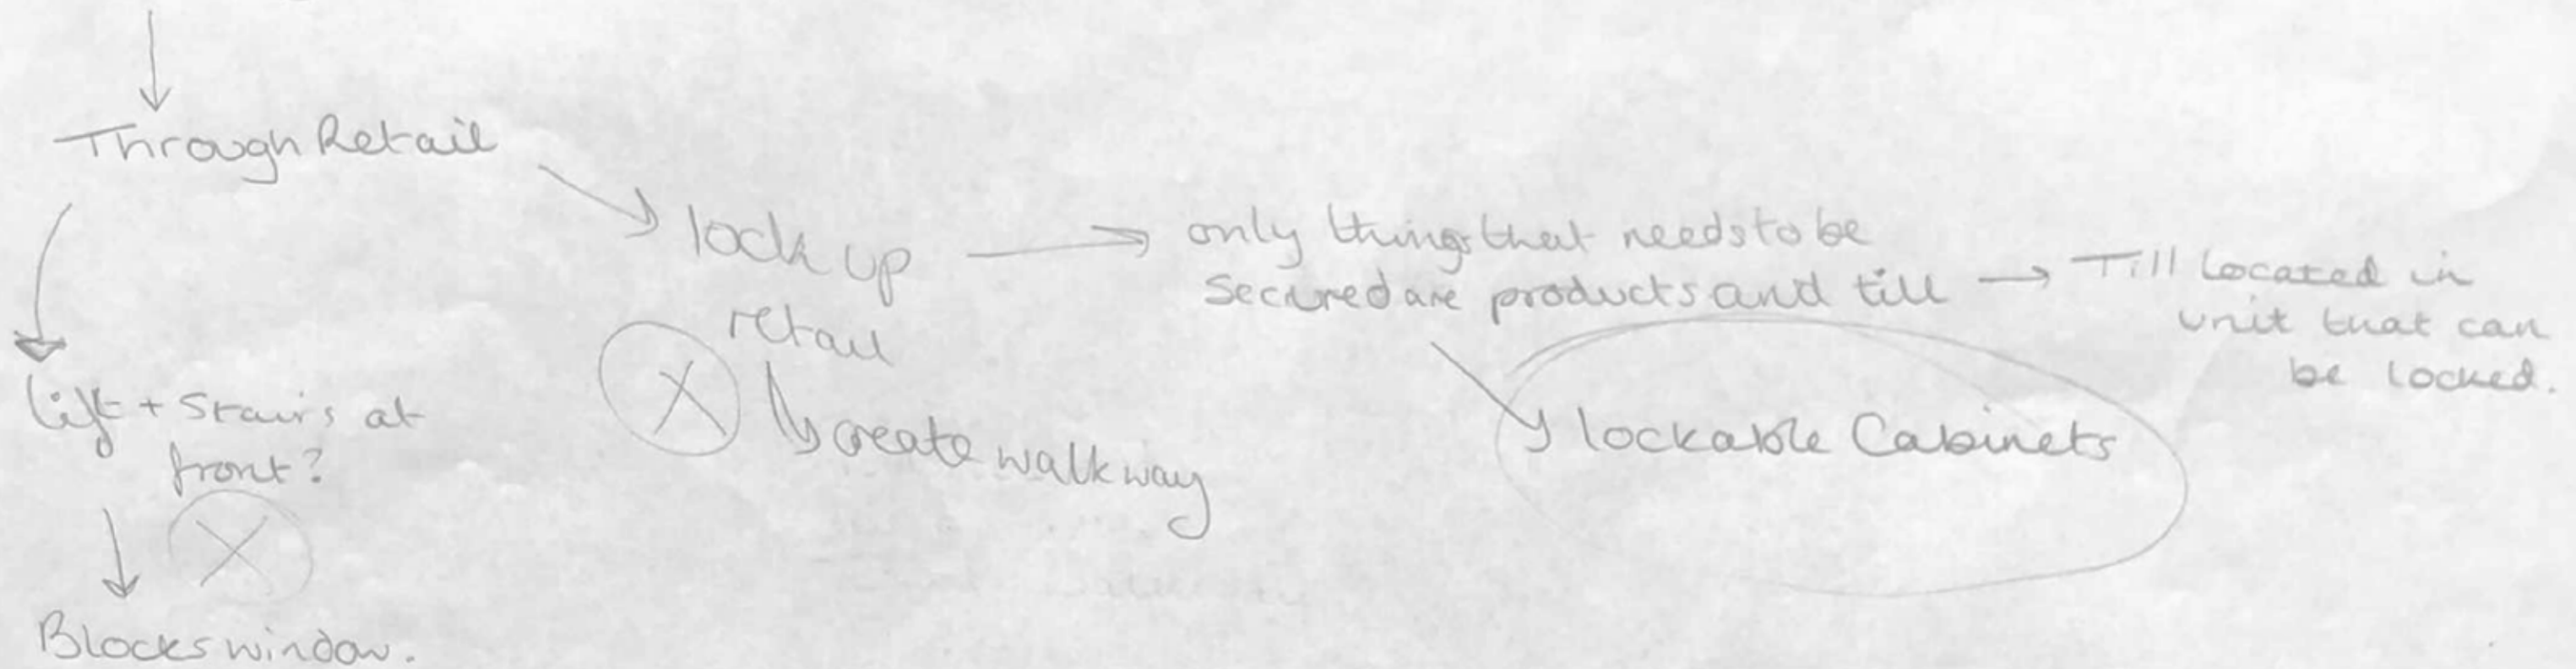 Through Retail
lock up
retail
create walkway
only things that needs to be
Secured are products and till
Till located in
unit that can
be locked.
lockable Cabinets
lift + Stairs at
front?
Blocks window.